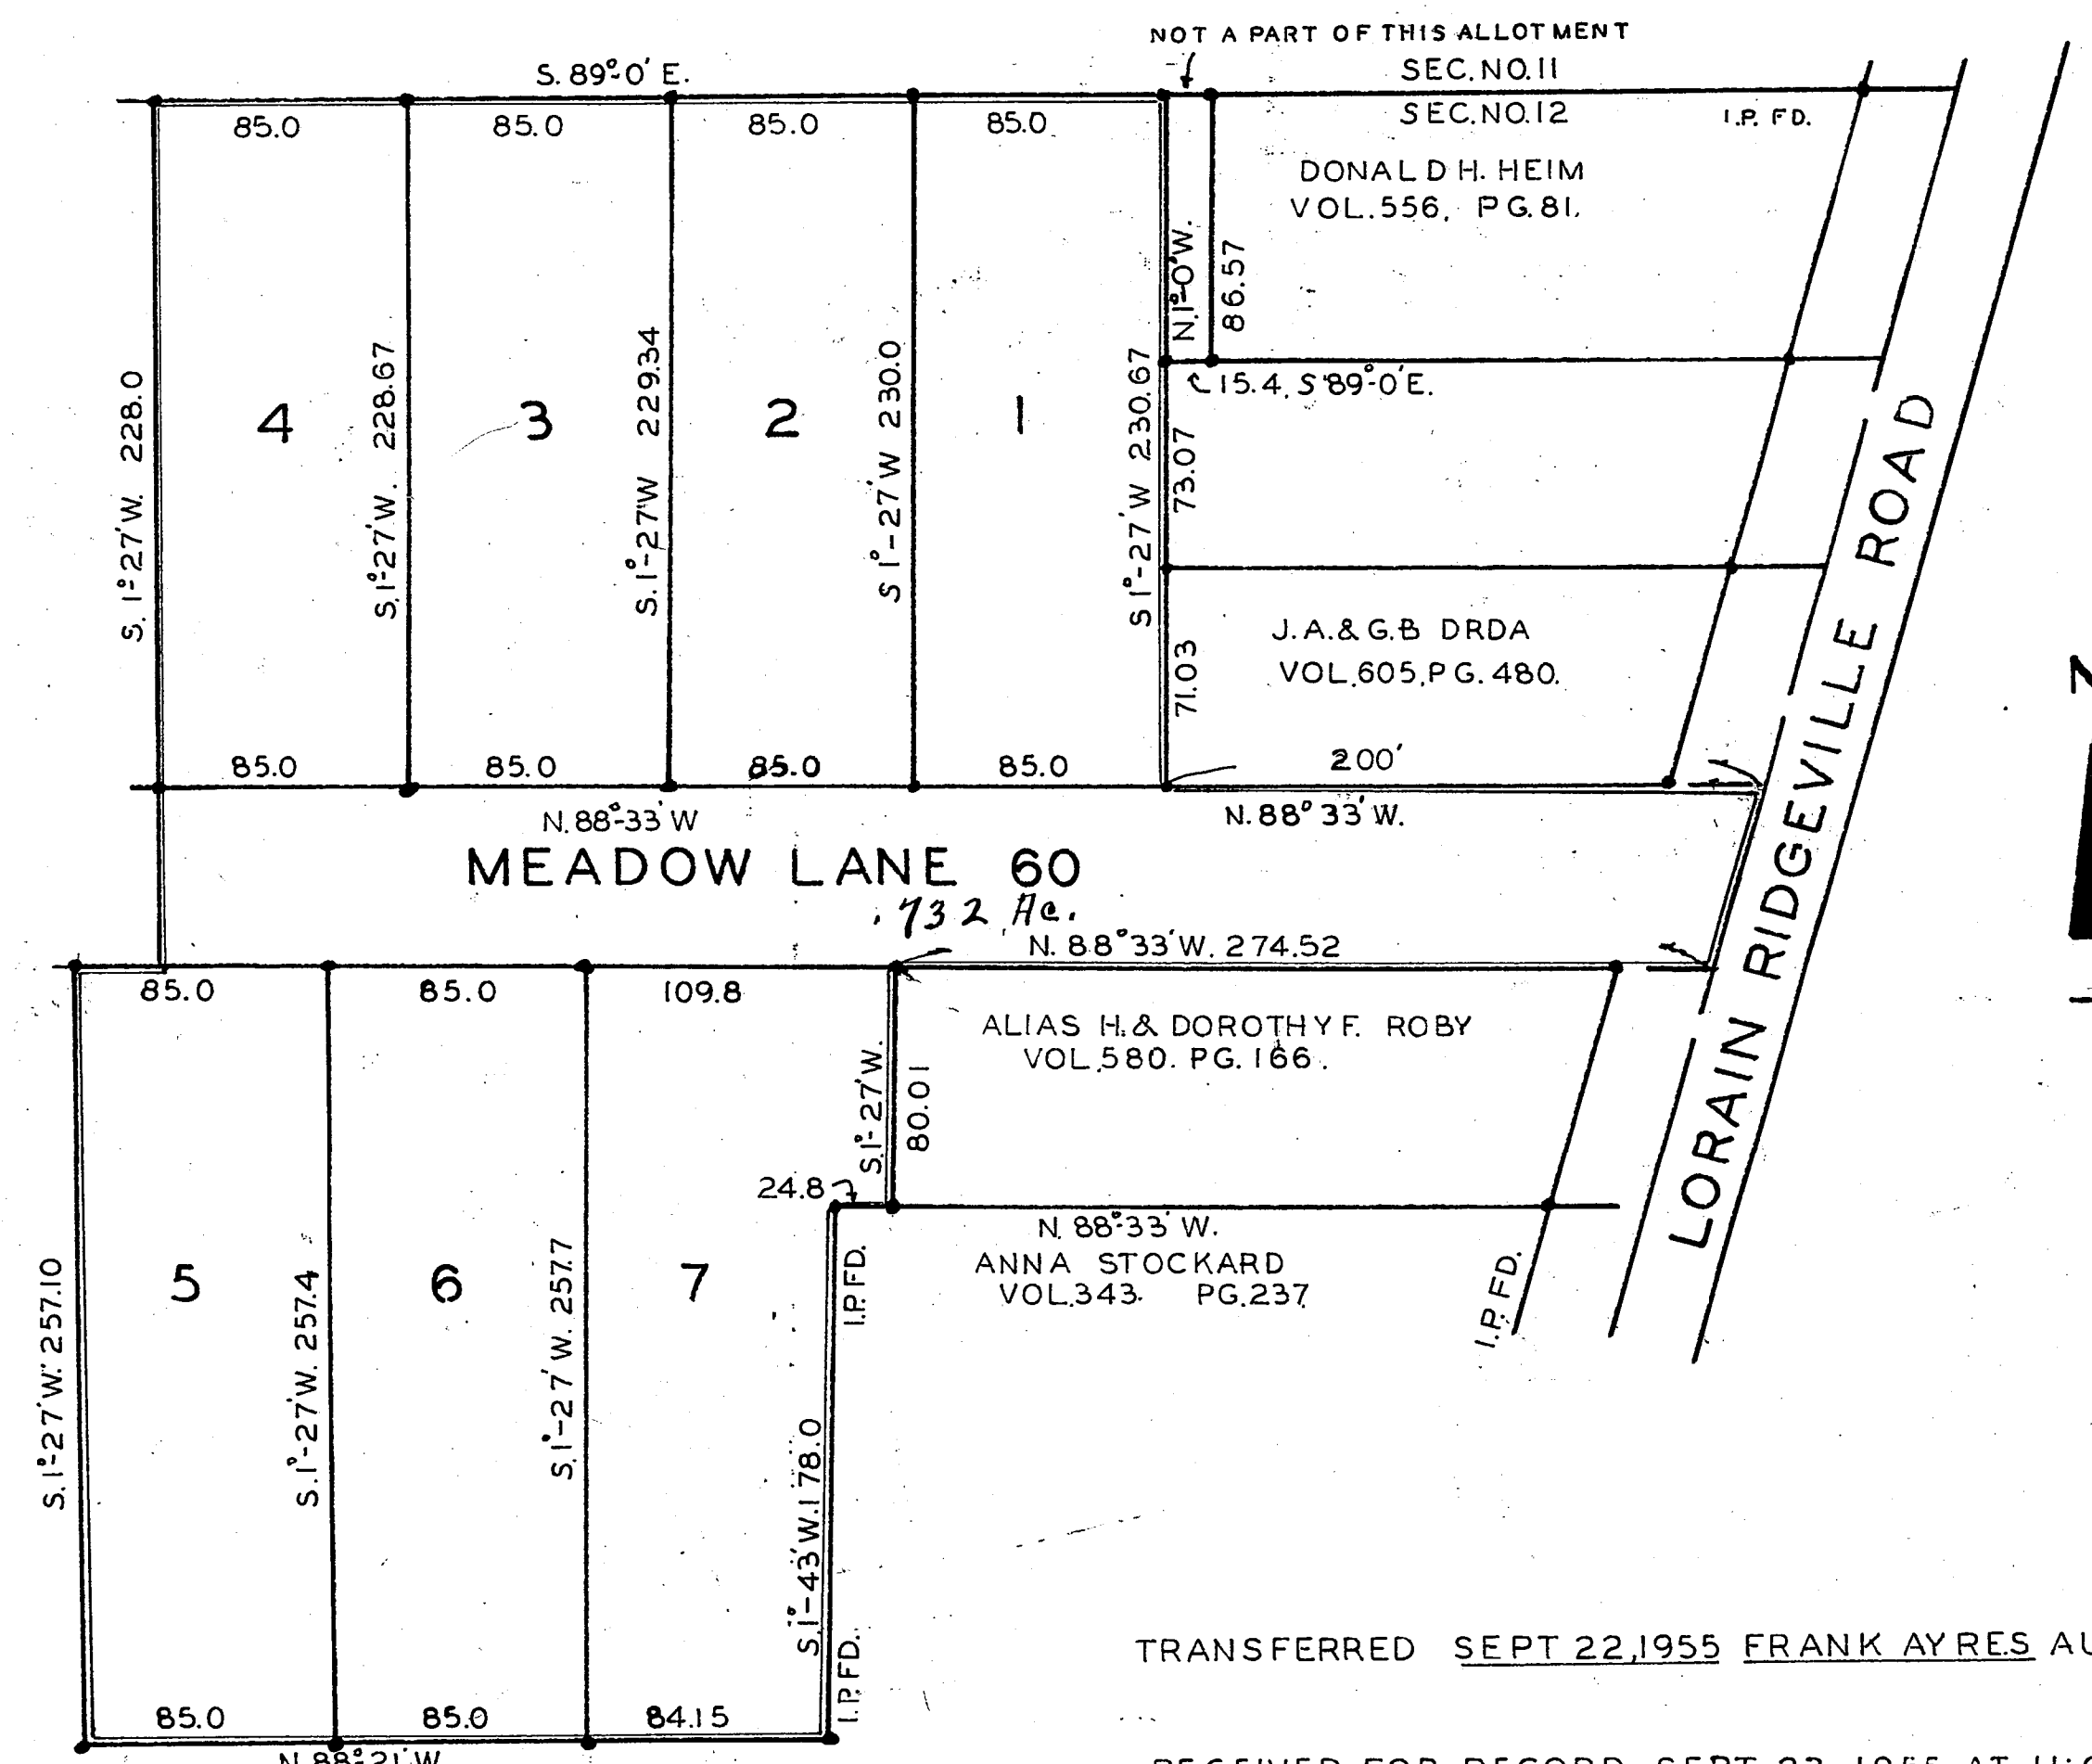 NOT A PART OF THIS ALLOTMENT
S. 89°-0' E.
SEC. NO. 11
SEC. NO. 12
I.P. FD.
85.0
85.0
85.0
85.0
DONALD H. HEIM
VOL. 556, PG. 81.
N. 1°-0' W.
86.57
15.4, S 89°-0' E.
S. 1°-27' W. 228.0
4
S. 1°-27' W. 228.67
3
S. 1°-27' W 229.34
2
S 1°-27' W 230.0
1
S 1°-27' W 230.67
73.07
71.03
J.A. & G.B DRDA
VOL. 605, PG. 480.
200'
85.0
85.0
85.0
85.0
N. 88°-33' W
N. 88° 33' W.
MEADOW LANE 60
.732 Ac.
N. 88° 33' W. 274.52
LORAIN RIDGEVILLE ROAD
85.0
85.0
109.8
ALIAS H. & DOROTHY F. ROBY
VOL. 580. PG. 166.
S. 1°-27' W.
80.01
24.8
N. 88°-33' W.
ANNA STOCKARD
VOL. 343. PG. 237.
I.P. FD.
I.P. FD.
S. 1°-27' W. 257.10
5
S. 1°-27' W. 257.4
6
S. 1°-27' W. 257.7
7
S. 1°-43' W. 178.0
I.P. FD.
85.0
85.0
84.15
N 88°-21' W
TRANSFERRED SEPT 22, 1955 FRANK AYRES AU